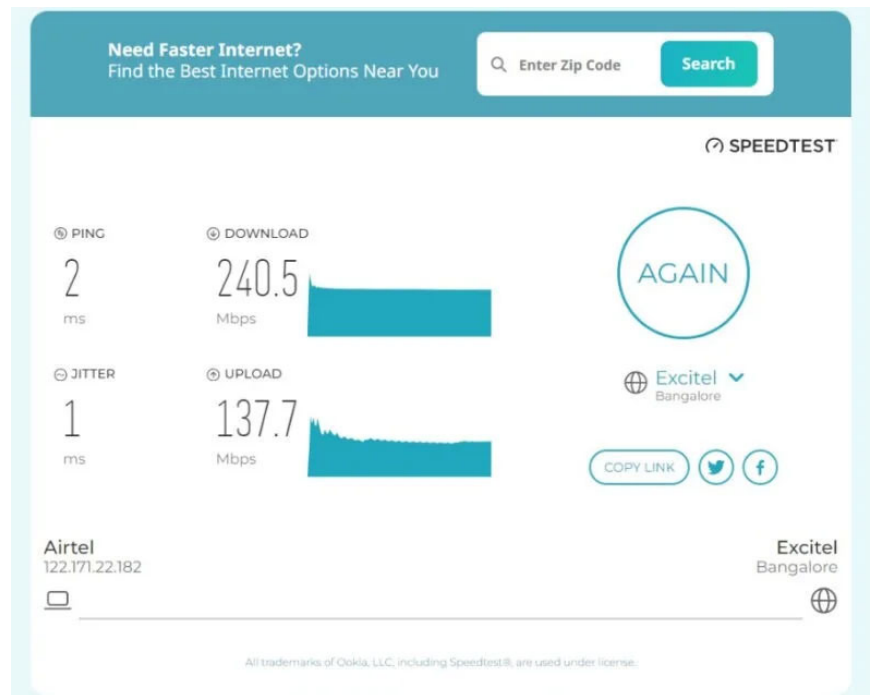 Need Faster Internet?
Find the Best Internet Options Near You
Enter Zip Code
Search
SPEEDTEST
PING
2
ms
DOWNLOAD
240.5
Mbps
AGAIN
JITTER
1
ms
UPLOAD
137.7
Mbps
Excitel
Bangalore
COPY LINK
Airtel
122.171.22.182
Excitel
Bangalore
All trademarks of Ookla, LLC, including Speedtest®, are used under license.